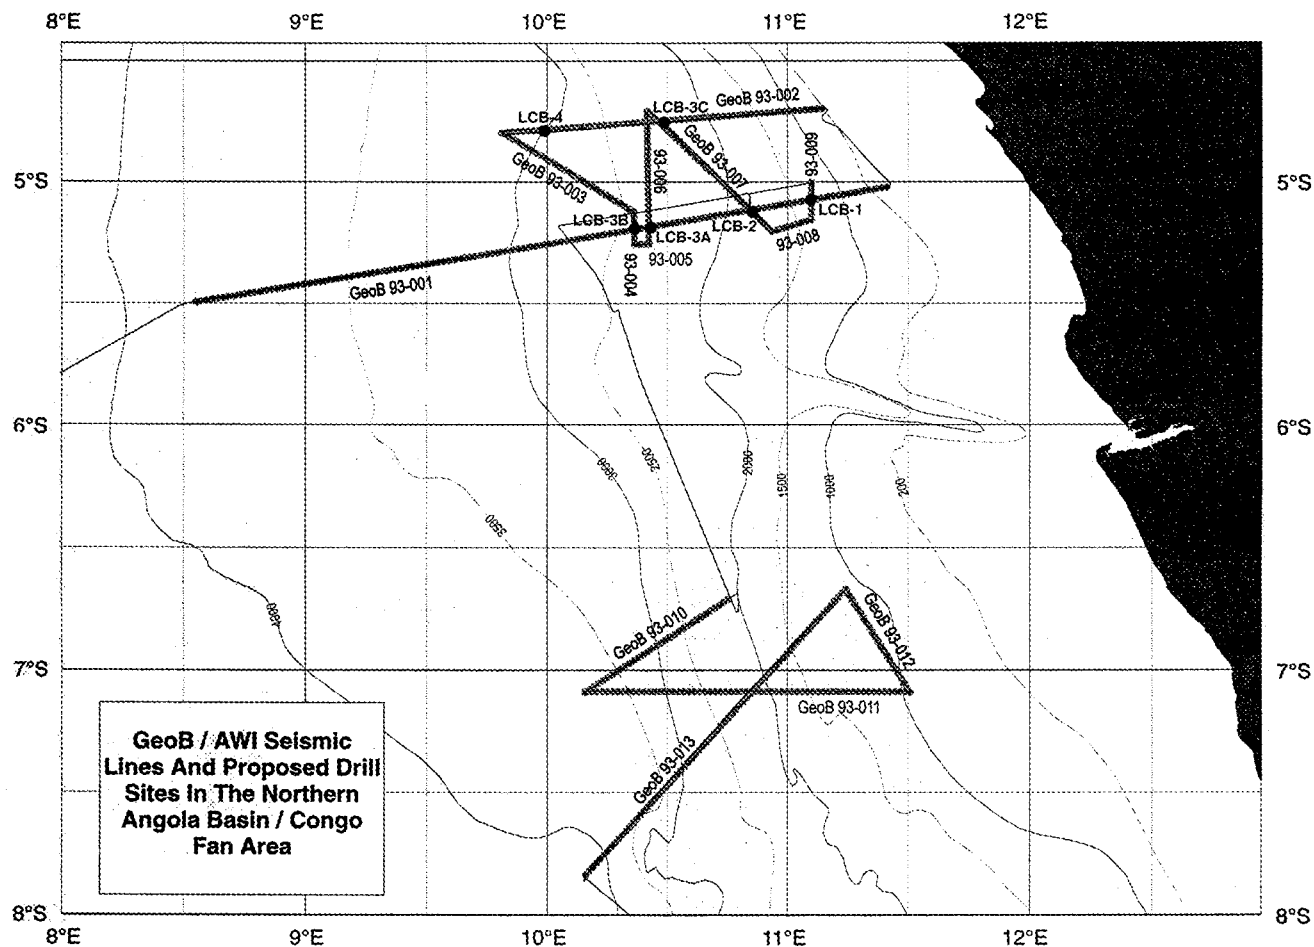 8°E 9°E 10°E 11°E 12°E
LCB-4
LCB-3C
GeoB 93-002
GeoB 93-003
93-006
GeoB 93-007
93-009
5°S
5°S
LCB-3B
LCB-3A
LCB-2
LCB-1
93-008
93-005
93-004
GeoB 93-001
6°S
6°S
3000
2500
2000
1500
1000
200
3500
4000
GeoB 93-010
GeoB 93-012
7°S
7°S
GeoB 93-011
GeoB 93-013
GeoB / AWI Seismic
Lines And Proposed Drill
Sites In The Northern
Angola Basin / Congo
Fan Area
8°S
8°S
8°E 9°E 10°E 11°E 12°E